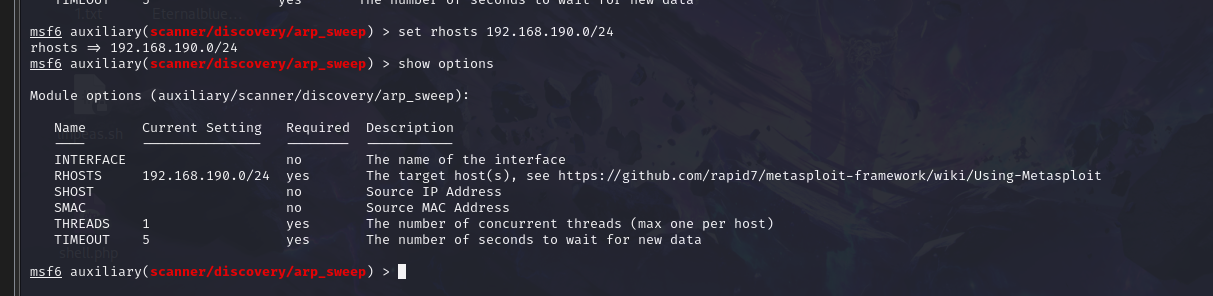 TIMEOUT 5 yes The number of seconds to wait for new data
1.txt Eternalblue....
msf6 auxiliary(scanner/discovery/arp_sweep) > set rhosts 192.168.190.0/24
rhosts => 192.168.190.0/24
msf6 auxiliary(scanner/discovery/arp_sweep) > show options
Module options (auxiliary/scanner/discovery/arp_sweep):
Name Current Setting Required Description
INTERFACE no The name of the interface
RHOSTS 192.168.190.0/24 yes The target host(s), see https://github.com/rapid7/metasploit-framework/wiki/Using-Metasploit
SHOST no Source IP Address
SMAC no Source MAC Address
THREADS 1 yes The number of concurrent threads (max one per host)
TIMEOUT 5 yes The number of seconds to wait for new data
shell.php
msf6 auxiliary(scanner/discovery/arp_sweep) >